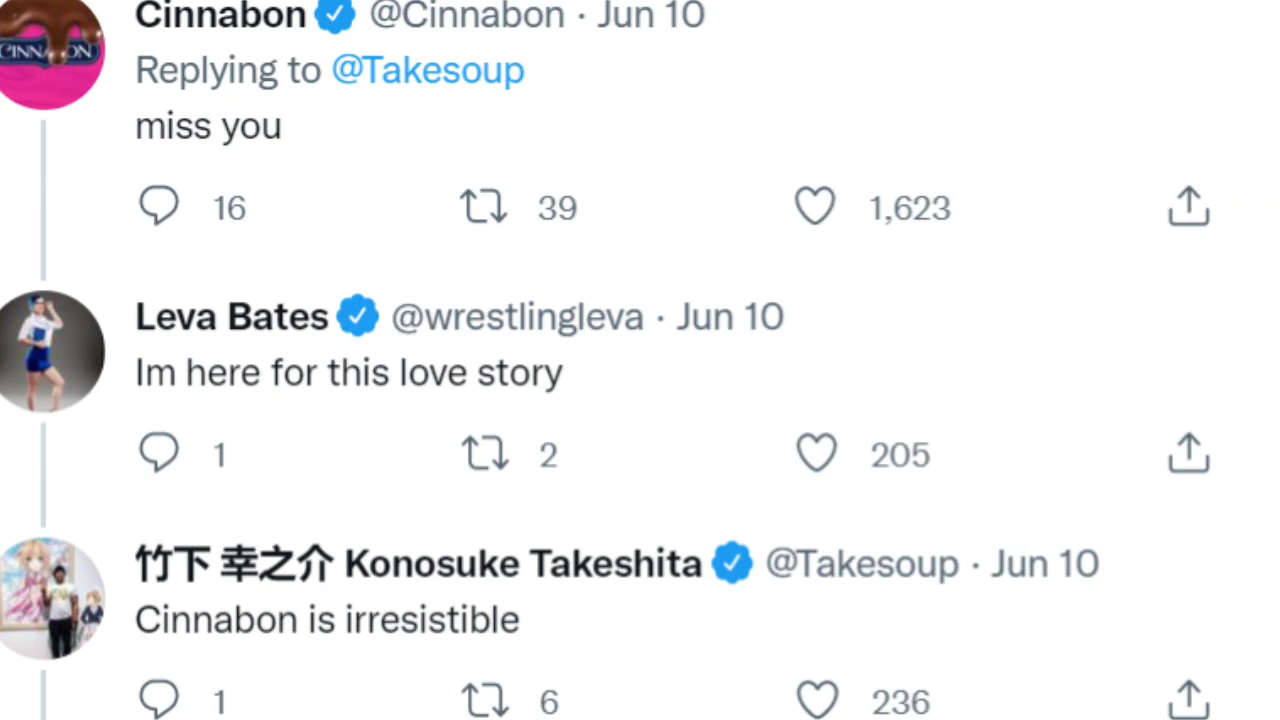 Cinnabon @Cinnabon · Jun 10
Replying to @Takesoup
miss you
16 39 1,623
Leva Bates @wrestlingleva · Jun 10
Im here for this love story
1 2 205
竹下 幸之介 Konosuke Takeshita @Takesoup · Jun 10
Cinnabon is irresistible
1 6 236